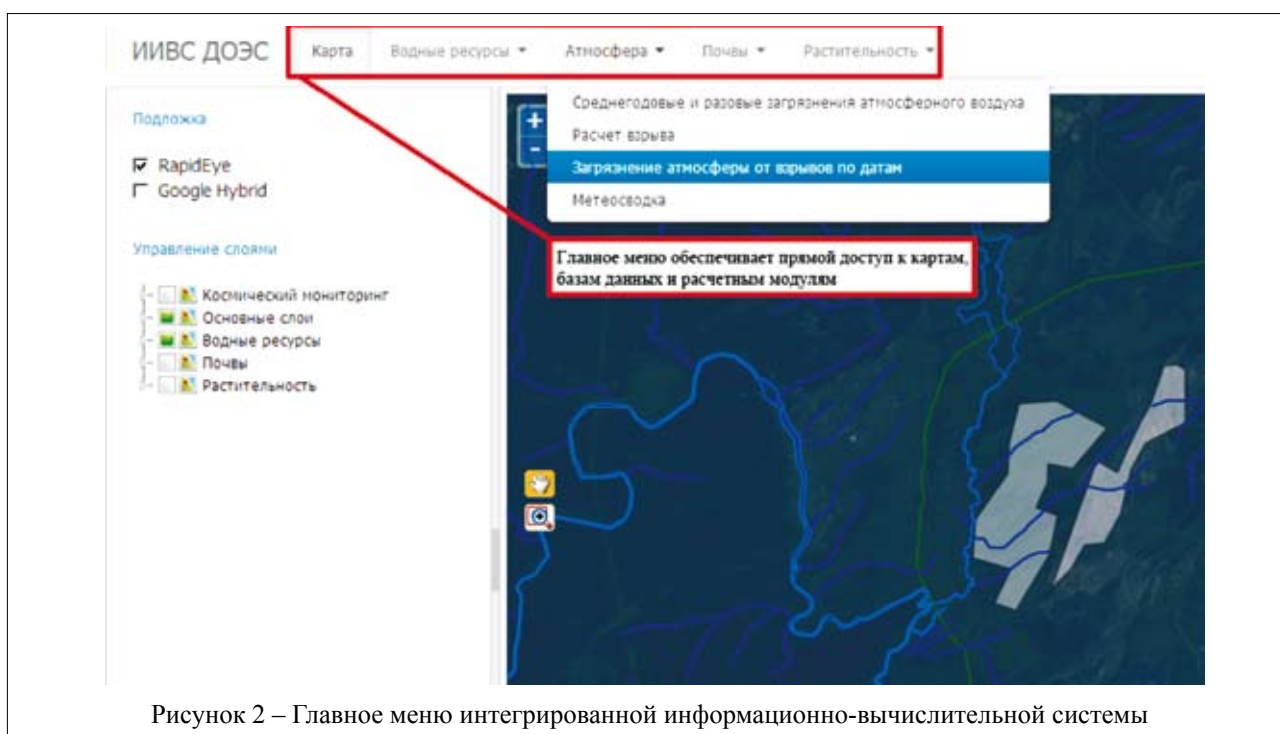 ИИВС ДОЭС Карта Водные ресурсы Атмосфера Почвы Растительность
Подложка
RapidEye
Google Hybrid
Управление слоями
Космический мониторинг
Основные слои
Водные ресурсы
Почвы
Растительность
+
-
Среднегодовые и разовые загрязнения атмосферного воздуха
Расчет взрыва
Загрязнение атмосферы от взрывов по датам
Метеосводка
Главное меню обеспечивает прямой доступ к картам,
базам данных и расчетным модулям
Рисунок 2 – Главное меню интегрированной информационно-вычислительной системы